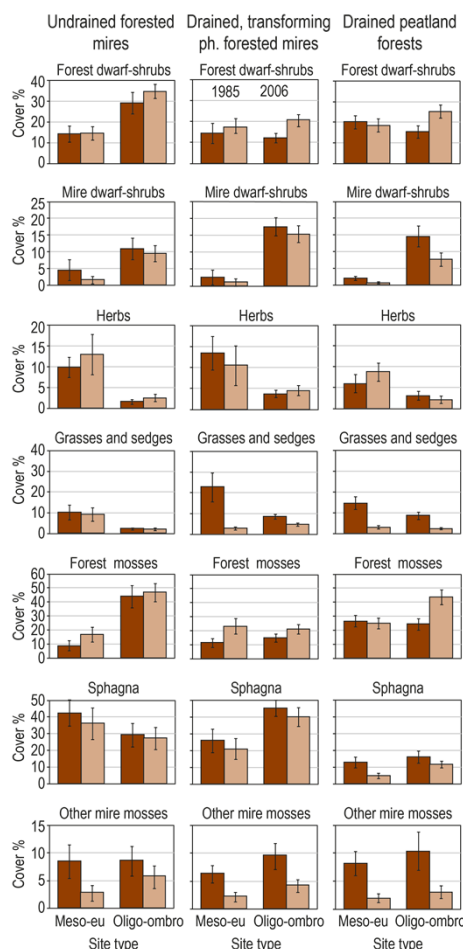 Undrained forested mires
Drained, transforming ph. forested mires
Drained peatland forests
Forest dwarf-shrubs
Forest dwarf-shrubs
Forest dwarf-shrubs
1985 2006
Cover %
40
30
20
10
0
Mire dwarf-shrubs
Mire dwarf-shrubs
Mire dwarf-shrubs
Cover %
25
20
15
10
5
0
Herbs
Herbs
Herbs
Cover %
20
15
10
5
0
Grasses and sedges
Grasses and sedges
Grasses and sedges
Cover %
40
30
20
10
0
Forest mosses
Forest mosses
Forest mosses
Cover %
60
50
40
30
20
10
0
Sphagna
Sphagna
Sphagna
Cover %
50
40
30
20
10
0
Other mire mosses
Other mire mosses
Other mire mosses
Cover %
15
10
5
0
Meso-eu Oligo-ombro
Meso-eu Oligo-ombro
Meso-eu Oligo-ombro
Site type
Site type
Site type